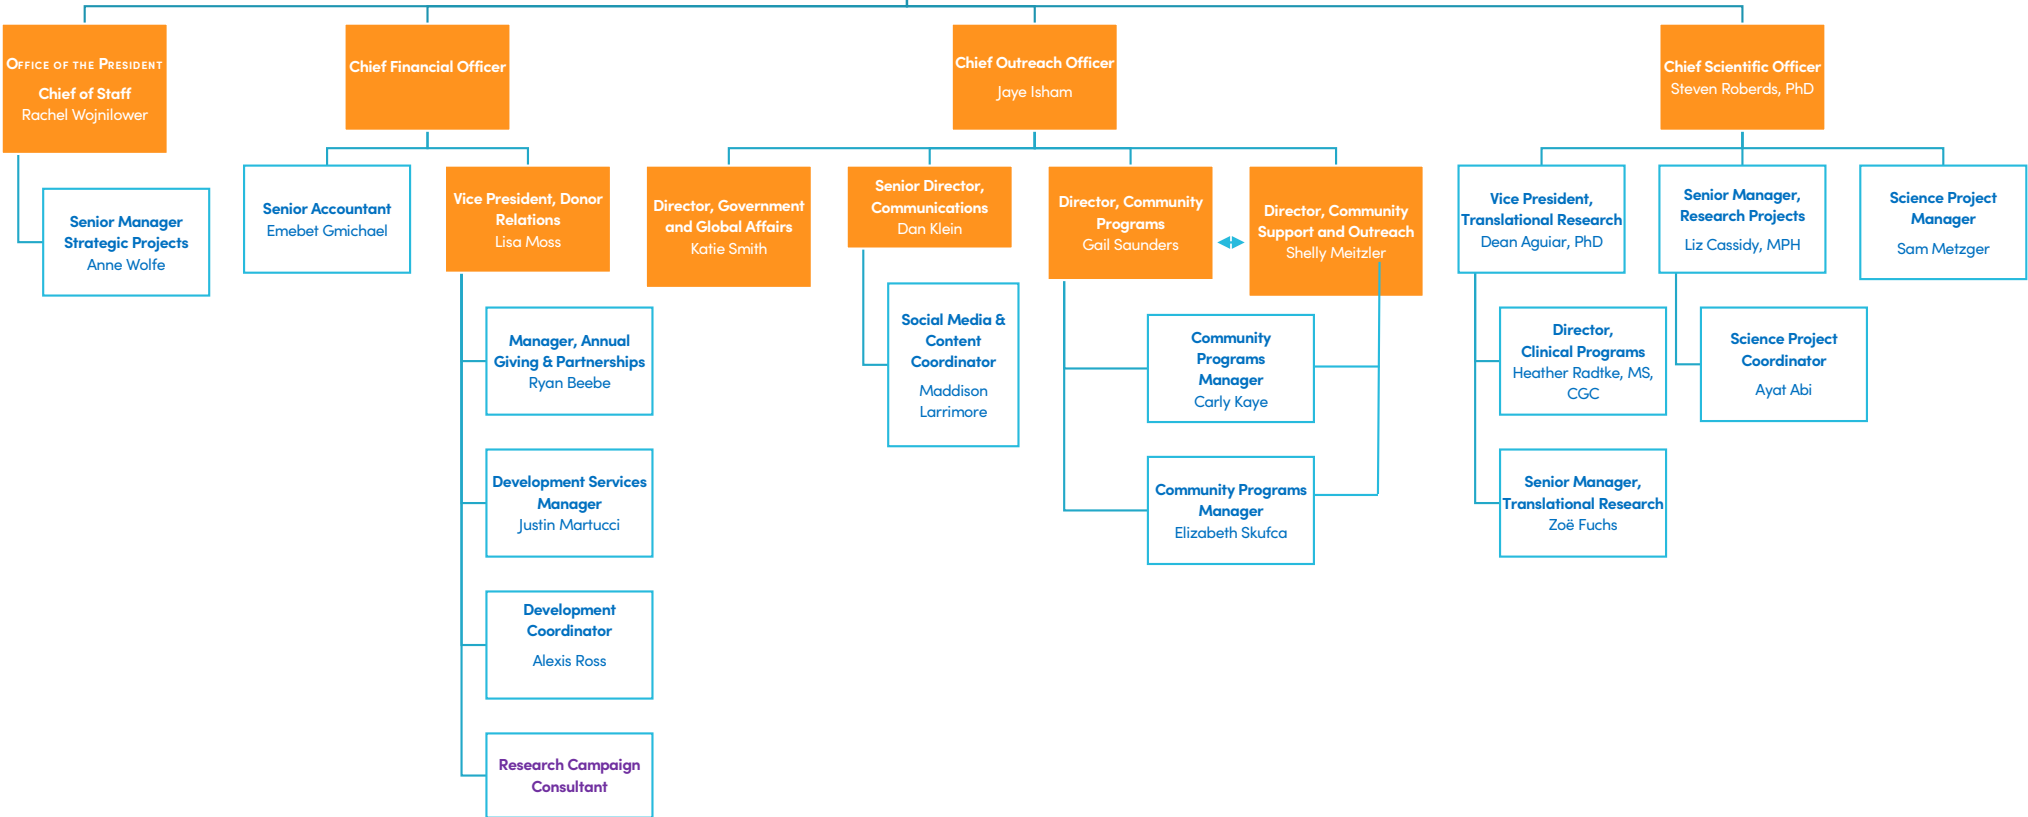 OFFICE OF THE PRESIDENT
Chief of Staff
Rachel Wojnilower
Chief Financial Officer
Chief Outreach Officer
Jaye Isham
Chief Scientific Officer
Steven Roberds, PhD
Senior Manager
Strategic Projects
Anne Wolfe
Senior Accountant
Emebet Gmichael
Vice President, Donor
Relations
Lisa Moss
Director, Government
and Global Affairs
Katie Smith
Senior Director,
Communications
Dan Klein
Director, Community
Programs
Gail Saunders
Director, Community
Support and Outreach
Shelly Meitzler
Vice President,
Translational Research
Dean Aguiar, PhD
Senior Manager,
Research Projects
Liz Cassidy, MPH
Science Project
Manager
Sam Metzger
Manager, Annual
Giving & Partnerships
Ryan Beebe
Social Media &
Content
Coordinator
Maddison
Larrimore
Community
Programs
Manager
Carly Kaye
Director,
Clinical Programs
Heather Radtke, MS,
CGC
Science Project
Coordinator
Ayat Abi
Development Services
Manager
Justin Martucci
Community Programs
Manager
Elizabeth Skufca
Senior Manager,
Translational Research
Zoë Fuchs
Development
Coordinator
Alexis Ross
Research Campaign
Consultant